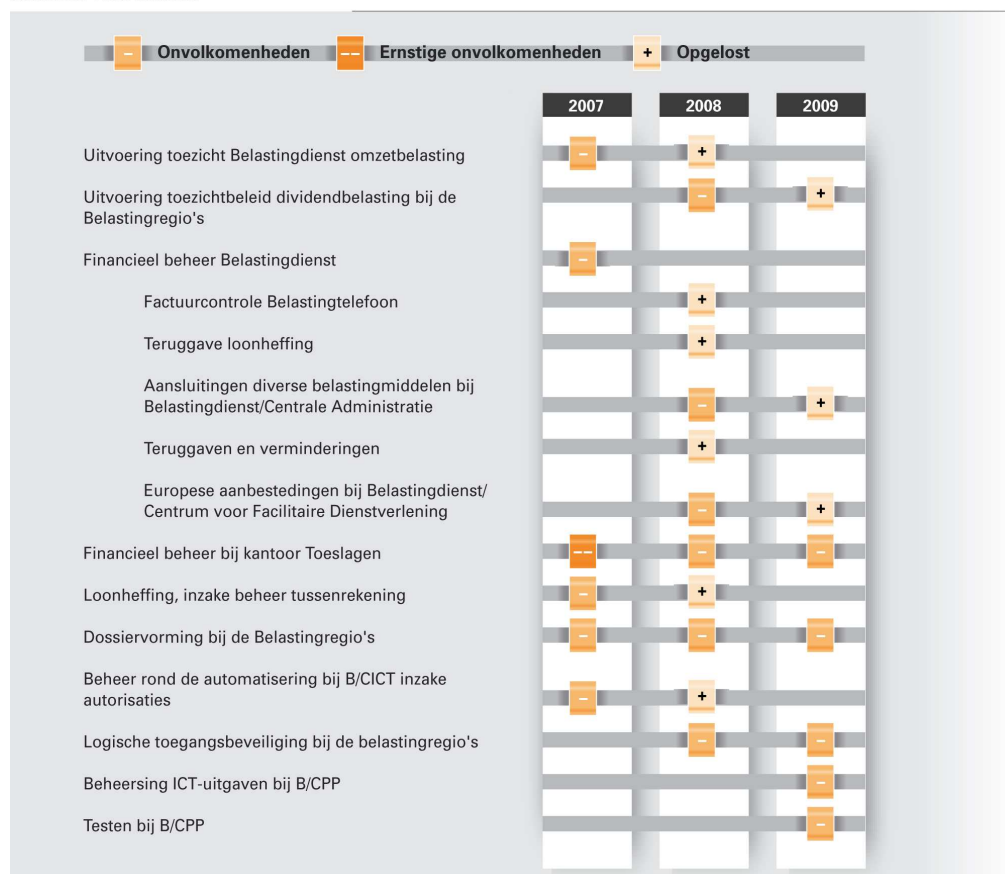 – Onvolkomenheden –– Ernstige onvolkomenheden + Opgelost
2007 2008 2009
Uitvoering toezicht Belastingdienst omzetbelasting – +
Uitvoering toezichtbeleid dividendbelasting bij de
Belastingregio's – +
Financieel beheer Belastingdienst –
Factuurcontrole Belastingtelefoon +
Teruggave loonheffing +
Aansluitingen diverse belastingmiddelen bij
Belastingdienst/Centrale Administratie – +
Teruggaven en verminderingen +
Europese aanbestedingen bij Belastingdienst/
Centrum voor Facilitaire Dienstverlening – +
Financieel beheer bij kantoor Toeslagen –– – –
Loonheffing, inzake beheer tussenrekening – +
Dossiervorming bij de Belastingregio's – – –
Beheer rond de automatisering bij B/CICT inzake
autorisaties – +
Logische toegangsbeveiliging bij de belastingregio's – –
Beheersing ICT-uitgaven bij B/CPP –
Testen bij B/CPP –